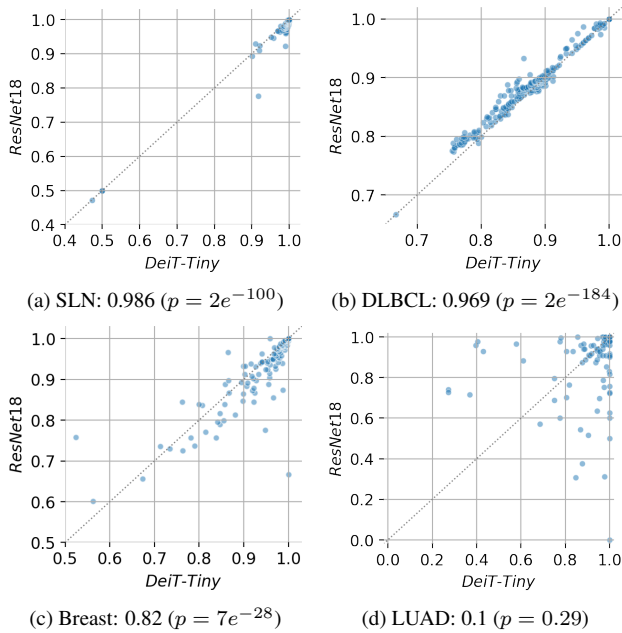 1.0
0.9
0.8
0.7
0.6
0.5
0.4
ResNet18
0.4 0.5 0.6 0.7 0.8 0.9 1.0
DeiT-Tiny
(a) SLN: 0.986 (p = 2e^{-100})
1.0
0.9
0.8
0.7
ResNet18
0.7 0.8 0.9 1.0
DeiT-Tiny
(b) DLBCL: 0.969 (p = 2e^{-184})
1.0
0.9
0.8
0.7
0.6
0.5
ResNet18
0.5 0.6 0.7 0.8 0.9 1.0
DeiT-Tiny
(c) Breast: 0.82 (p = 7e^{-28})
1.0
0.8
0.6
0.4
0.2
0.0
ResNet18
0.0 0.2 0.4 0.6 0.8 1.0
DeiT-Tiny
(d) LUAD: 0.1 (p = 0.29)